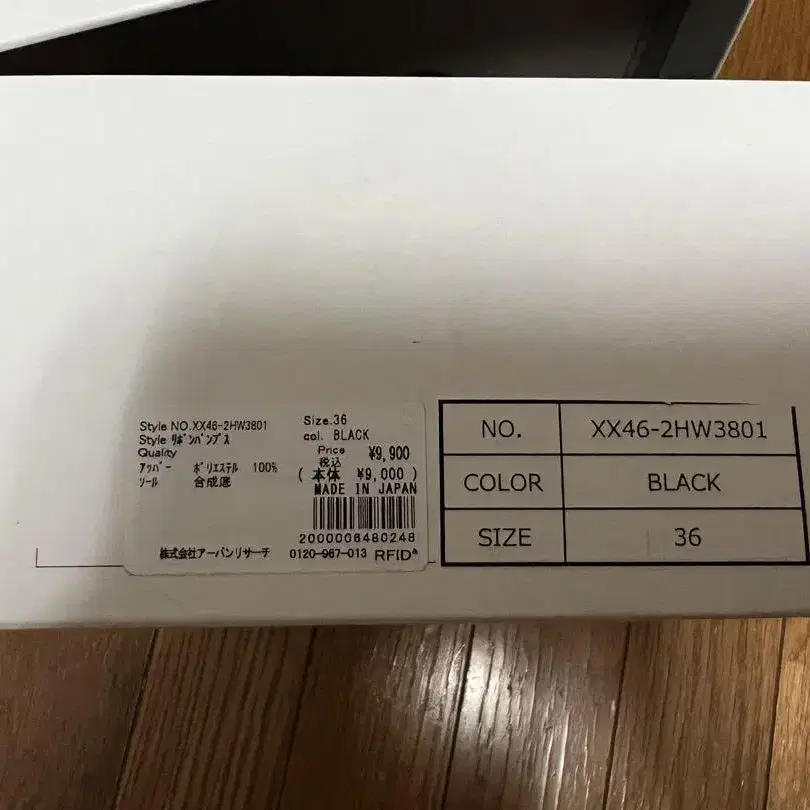 Style NO.XX46-2HW3801
Style ﾘﾎﾞﾝﾊﾟﾝﾌﾟｽ
Quality
ｱｯﾊﾟｰ ﾎﾟﾘｴｽﾃﾙ 100%
ｿｰﾙ 合成底
Size.36
col. BLACK
Price ¥9,900
税込
( 本体 ¥9,000 )
MADE IN JAPAN
2000006480248
株式会社アーバンリサーチ 0120-967-013 RFID
NO. XX46-2HW3801
COLOR BLACK
SIZE 36